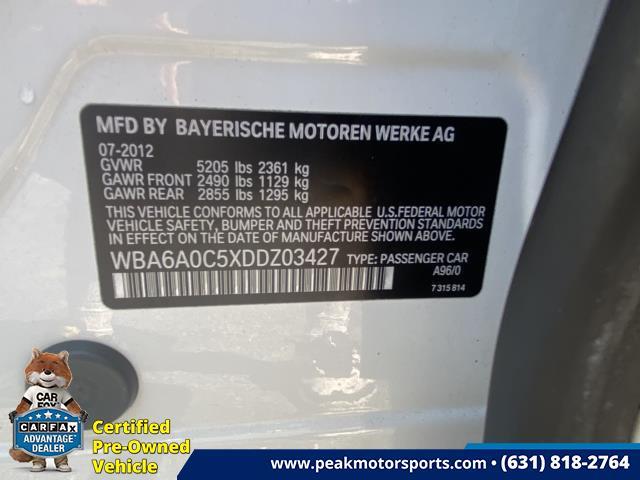 MFD BY BAYERISCHE MOTOREN WERKE AG
07-2012
GVWR 5205 lbs 2361 kg
GAWR FRONT 2490 lbs 1129 kg
GAWR REAR 2855 lbs 1295 kg
THIS VEHICLE CONFORMS TO ALL APPLICABLE U.S.FEDERAL MOTOR
VEHICLE SAFETY, BUMPER AND THEFT PREVENTION STANDARDS
IN EFFECT ON THE DATE OF MANUFACTURE SHOWN ABOVE.
WBA6A0C5XDDZ03427 TYPE: PASSENGER CAR
A96/0
7 315 814
CAR
FOX
CARFAX
ADVANTAGE
DEALER
Certified
Pre-Owned
Vehicle
www.peakmotorsports.com • (631) 818-2764